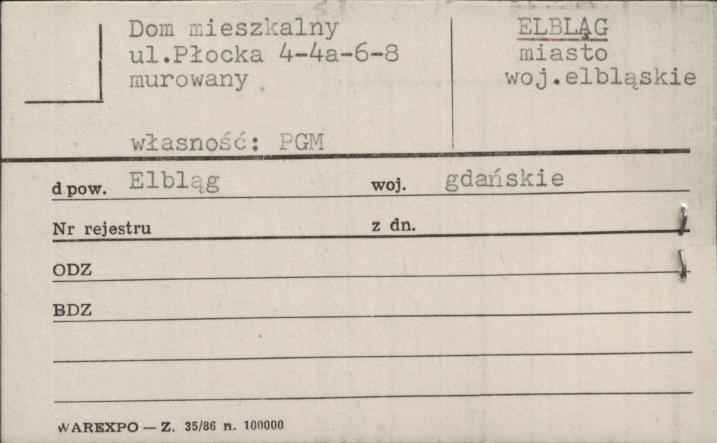 Dom mieszkalny
ul.Płocka 4-4a-6-8
murowany
własność: PGM
ELBLĄG
miasto
woj.elbląskie
d pow. Elbląg woj. gdańskie
Nr rejestru z dn.
ODZ
BDZ
WAREXPO — Z. 35/86 n. 100000